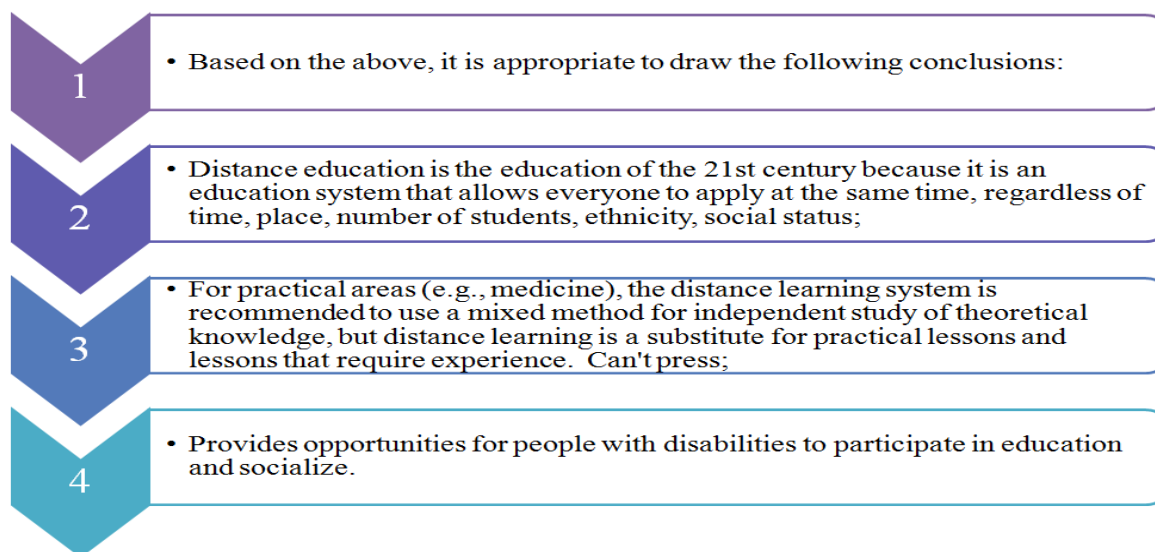 1
• Based on the above, it is appropriate to draw the following conclusions:
2
• Distance education is the education of the 21st century because it is an
education system that allows everyone to apply at the same time, regardless of
time, place, number of students, ethnicity, social status;
3
• For practical areas (e.g., medicine), the distance learning system is
recommended to use a mixed method for independent study of theoretical
knowledge, but distance learning is a substitute for practical lessons and
lessons that require experience.  Can't press;
4
• Provides opportunities for people with disabilities to participate in education
and socialize.